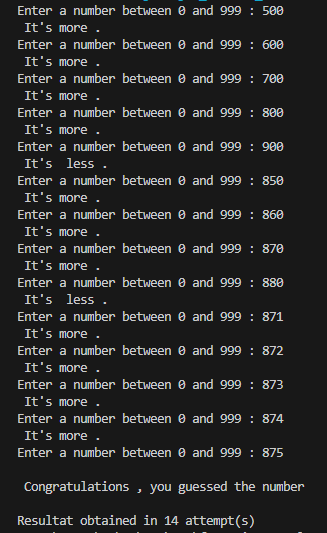 Enter a number between 0 and 999 : 500
It's more .
Enter a number between 0 and 999 : 600
It's more .
Enter a number between 0 and 999 : 700
It's more .
Enter a number between 0 and 999 : 800
It's more .
Enter a number between 0 and 999 : 900
It's  less .
Enter a number between 0 and 999 : 850
It's more .
Enter a number between 0 and 999 : 860
It's more .
Enter a number between 0 and 999 : 870
It's more .
Enter a number between 0 and 999 : 880
It's  less .
Enter a number between 0 and 999 : 871
It's more .
Enter a number between 0 and 999 : 872
It's more .
Enter a number between 0 and 999 : 873
It's more .
Enter a number between 0 and 999 : 874
It's more .
Enter a number between 0 and 999 : 875
Congratulations , you guessed the number
Resultat obtained in 14 attempt(s)